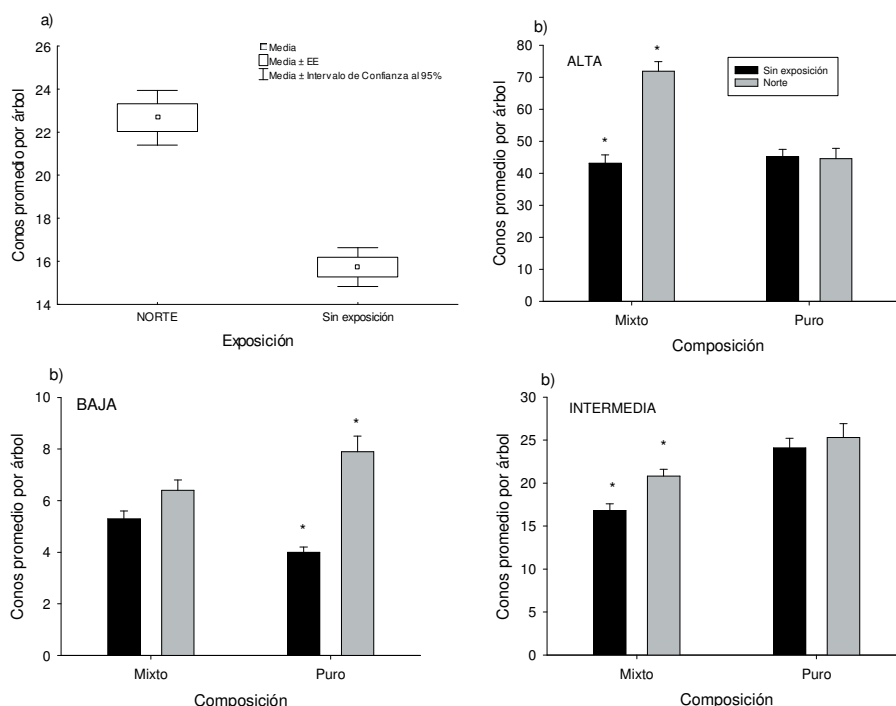 a)
26
24
22
20
18
16
14
Conos promedio por árbol
Media
Media ± EE
Media ± Intervalo de Confianza al 95%
NORTE
Sin exposición
Exposición
b)
80
70
60
50
40
30
20
10
0
Conos promedio por árbol
ALTA
Sin exposición
Norte
*
*
Mixto
Puro
Composición
b)
10
8
6
4
2
0
Conos promedio por árbol
BAJA
*
*
Mixto
Puro
Composición
b)
30
25
20
15
10
5
0
Conos promedio por árbol
INTERMEDIA
*
*
Mixto
Puro
Composición